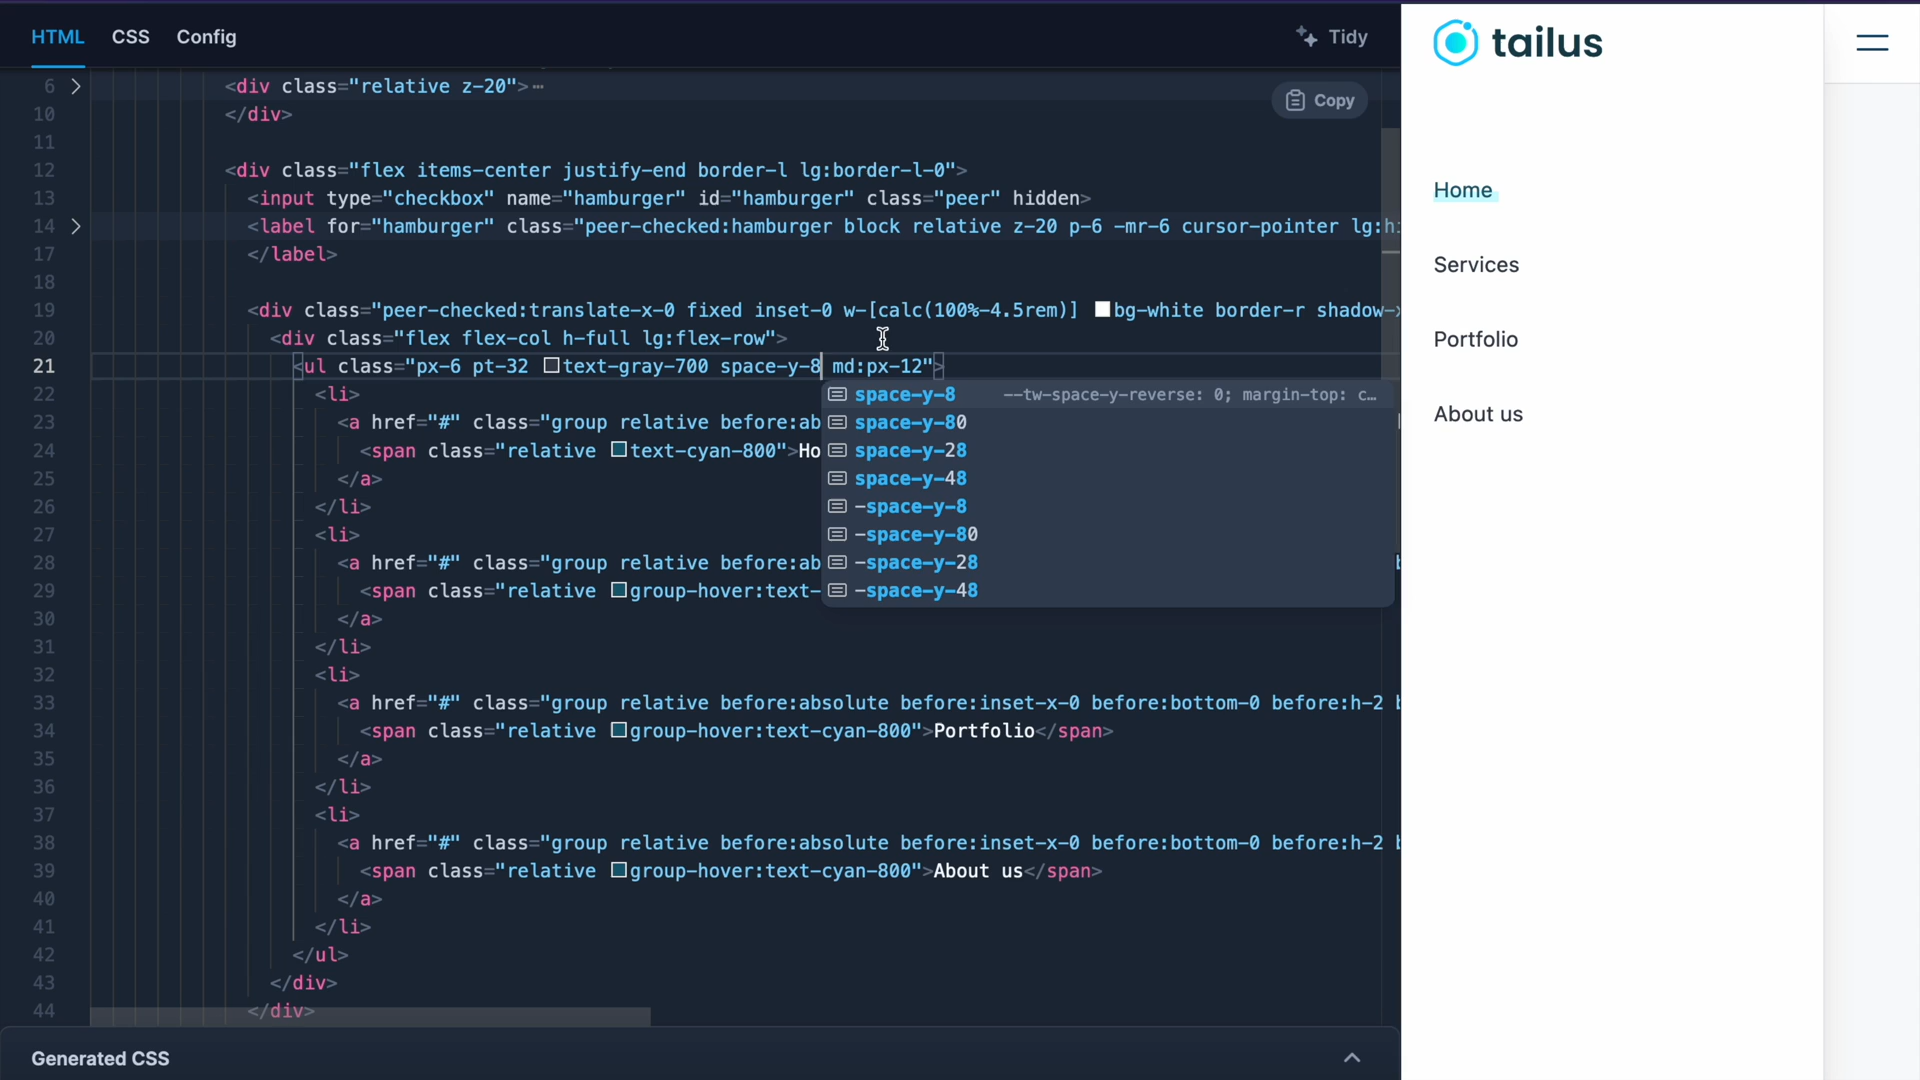 HTML CSS Config Tidy
6 <div class="relative z-20">
10 </div>
Copy
11
12 <div class="flex items-center justify-end border-l lg:border-l-0">
13 <input type="checkbox" name="hamburger" id="hamburger" class="peer" hidden>
14 <label for="hamburger" class="peer-checked:hamburger block relative z-20 p-6 -mr-6 cursor-pointer lg:hi
17 </label>
18
19 <div class="peer-checked:translate-x-0 fixed inset-0 w-[calc(100%-4.5rem)] bg-white border-r shadow-x
20 <div class="flex flex-col h-full lg:flex-row">
21 <ul class="px-6 pt-32 text-gray-700 space-y-8 md:px-12">
22 <li>
23 <a href="#" class="group relative before:ab
24 <span class="relative text-cyan-800">Ho
25 </a>
26 </li>
27 <li>
28 <a href="#" class="group relative before:ab
29 <span class="relative group-hover:text-
30 </a>
31 </li>
32 <li>
33 <a href="#" class="group relative before:absolute before:inset-x-0 before:bottom-0 before:h-2 b
34 <span class="relative group-hover:text-cyan-800">Portfolio</span>
35 </a>
36 </li>
37 <li>
38 <a href="#" class="group relative before:absolute before:inset-x-0 before:bottom-0 before:h-2 b
39 <span class="relative group-hover:text-cyan-800">About us</span>
40 </a>
41 </li>
42 </ul>
43 </div>
44 </div>
space-y-8 --tw-space-y-reverse: 0; margin-top: c…
space-y-80
space-y-28
space-y-48
-space-y-8
-space-y-80
-space-y-28
-space-y-48
Generated CSS
tailus
Home
Services
Portfolio
About us